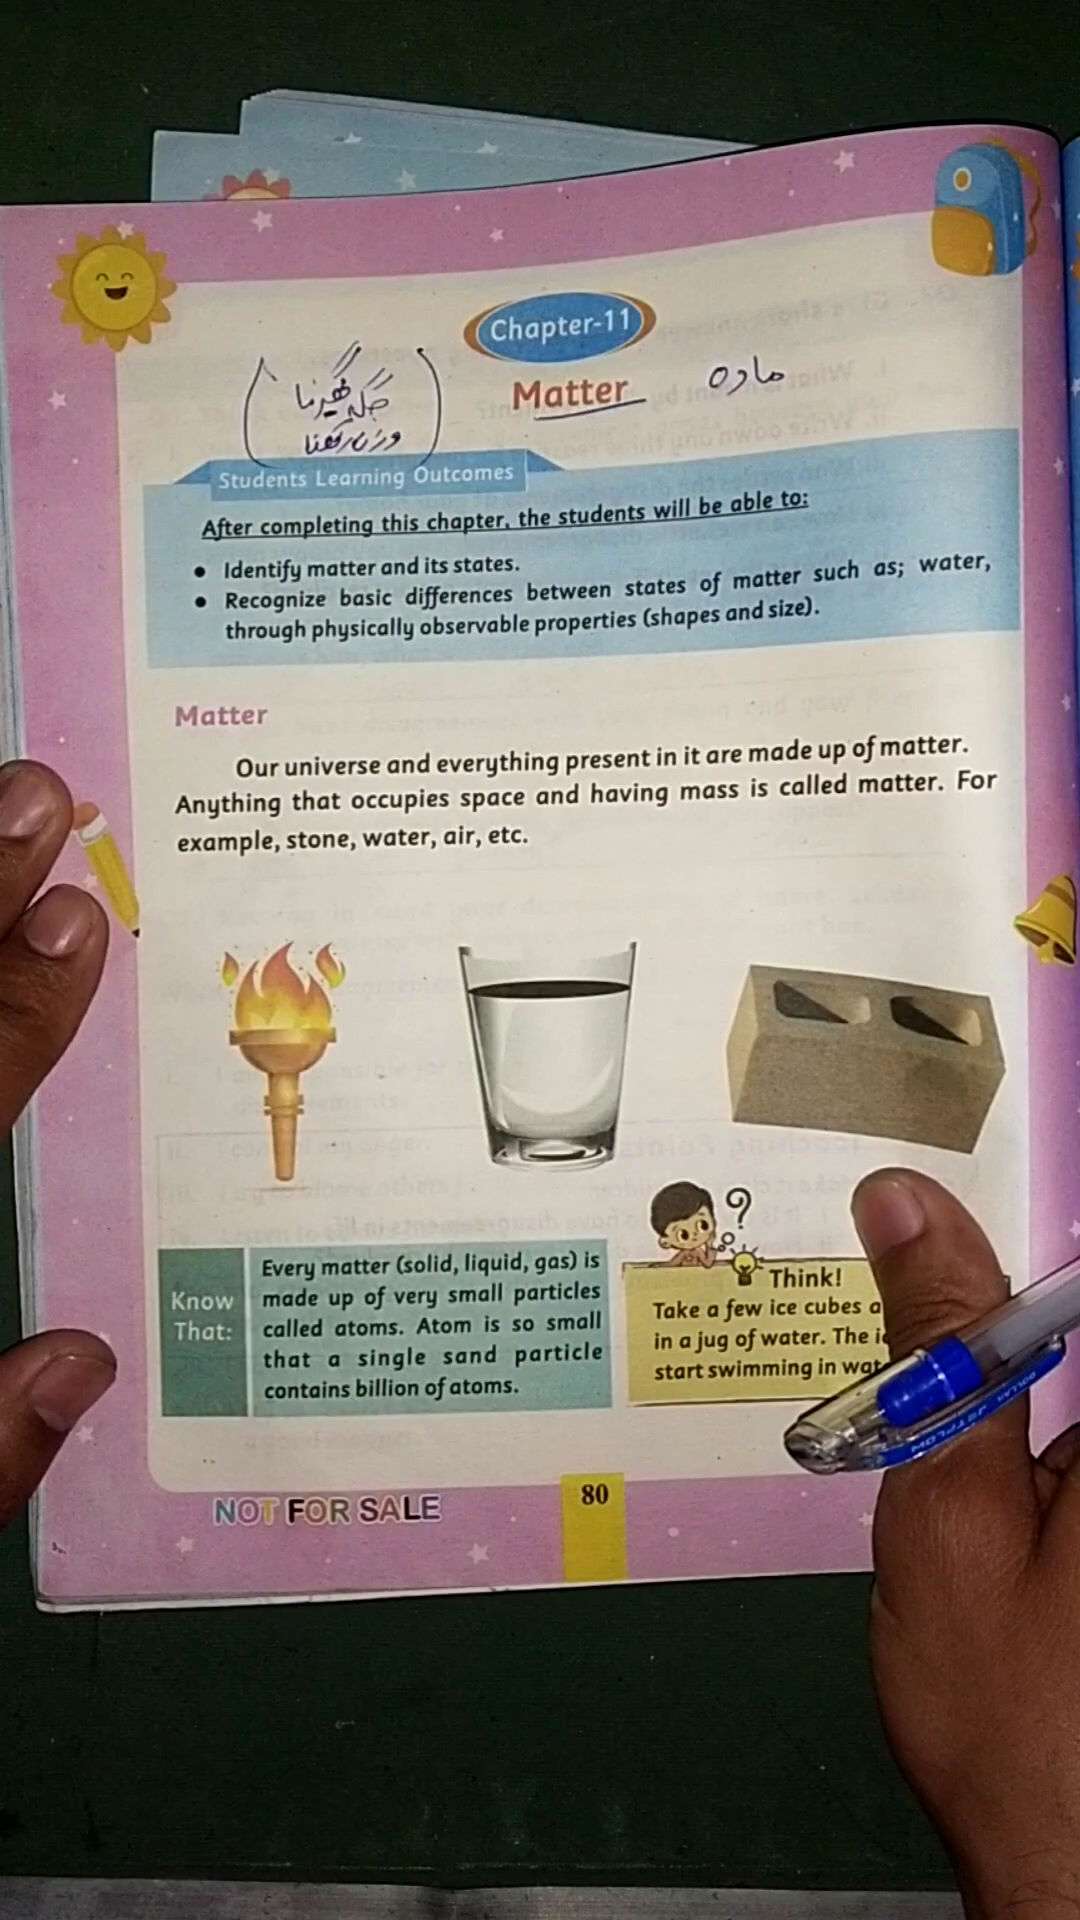 Chapter-11
Matter ماده
جگہ گھیرنا
وزن رکھنا
Students Learning Outcomes
After completing this chapter, the students will be able to:
• Identify matter and its states.
• Recognize basic differences between states of matter such as; water,
through physically observable properties (shapes and size).
Matter
Our universe and everything present in it are made up of matter.
Anything that occupies space and having mass is called matter. For
example, stone, water, air, etc.
Know
That:
Every matter (solid, liquid, gas) is
made up of very small particles
called atoms. Atom is so small
that a single sand particle
contains billion of atoms.
?
Think!
Take a few ice cubes a
in a jug of water. The
start swimming in
NOT FOR SALE
80
DOLLAR JETFLOW